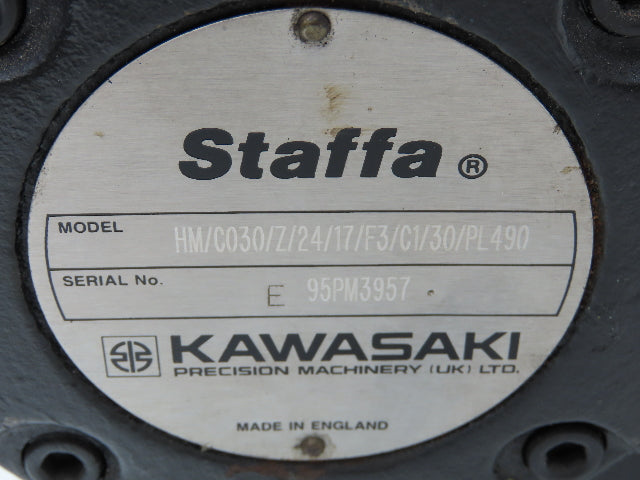 Staffa ®
MODEL HM/C030/Z/24/17/F3/C1/30/PL490
SERIAL No. E 95PM3957
KAWASAKI
PRECISION MACHINERY (UK) LTD.
MADE IN ENGLAND